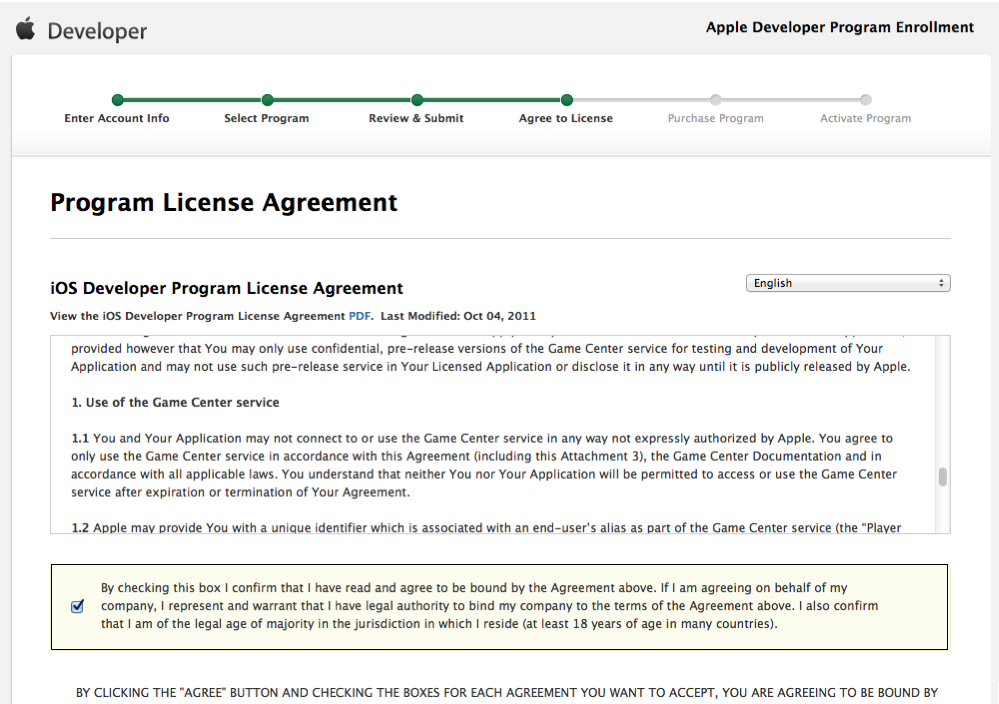 Developer
Apple Developer Program Enrollment
Enter Account Info
Select Program
Review & Submit
Agree to License
Purchase Program
Activate Program
Program License Agreement
iOS Developer Program License Agreement
English
View the iOS Developer Program License Agreement PDF. Last Modified: Oct 04, 2011
provided however that You may only use confidential, pre-release versions of the Game Center service for testing and development of Your
Application and may not use such pre-release service in Your Licensed Application or disclose it in any way until it is publicly released by Apple.
1. Use of the Game Center service
1.1 You and Your Application may not connect to or use the Game Center service in any way not expressly authorized by Apple. You agree to
only use the Game Center service in accordance with this Agreement (including this Attachment 3), the Game Center Documentation and in
accordance with all applicable laws. You understand that neither You nor Your Application will be permitted to access or use the Game Center
service after expiration or termination of Your Agreement.
1.2 Apple may provide You with a unique identifier which is associated with an end-user's alias as part of the Game Center service (the "Player
By checking this box I confirm that I have read and agree to be bound by the Agreement above. If I am agreeing on behalf of my
company, I represent and warrant that I have legal authority to bind my company to the terms of the Agreement above. I also confirm
that I am of the legal age of majority in the jurisdiction in which I reside (at least 18 years of age in many countries).
BY CLICKING THE "AGREE" BUTTON AND CHECKING THE BOXES FOR EACH AGREEMENT YOU WANT TO ACCEPT, YOU ARE AGREEING TO BE BOUND BY